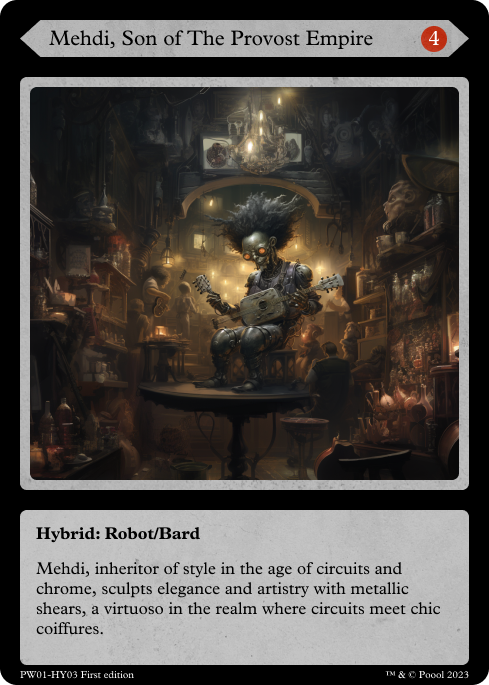 Mehdi, Son of The Provost Empire
4
Hybrid: Robot/Bard
Mehdi, inheritor of style in the age of circuits and
chrome, sculpts elegance and artistry with metallic
shears, a virtuoso in the realm where circuits meet chic
coiffures.
PW01-HY03 First edition
™ & © Poool 2023